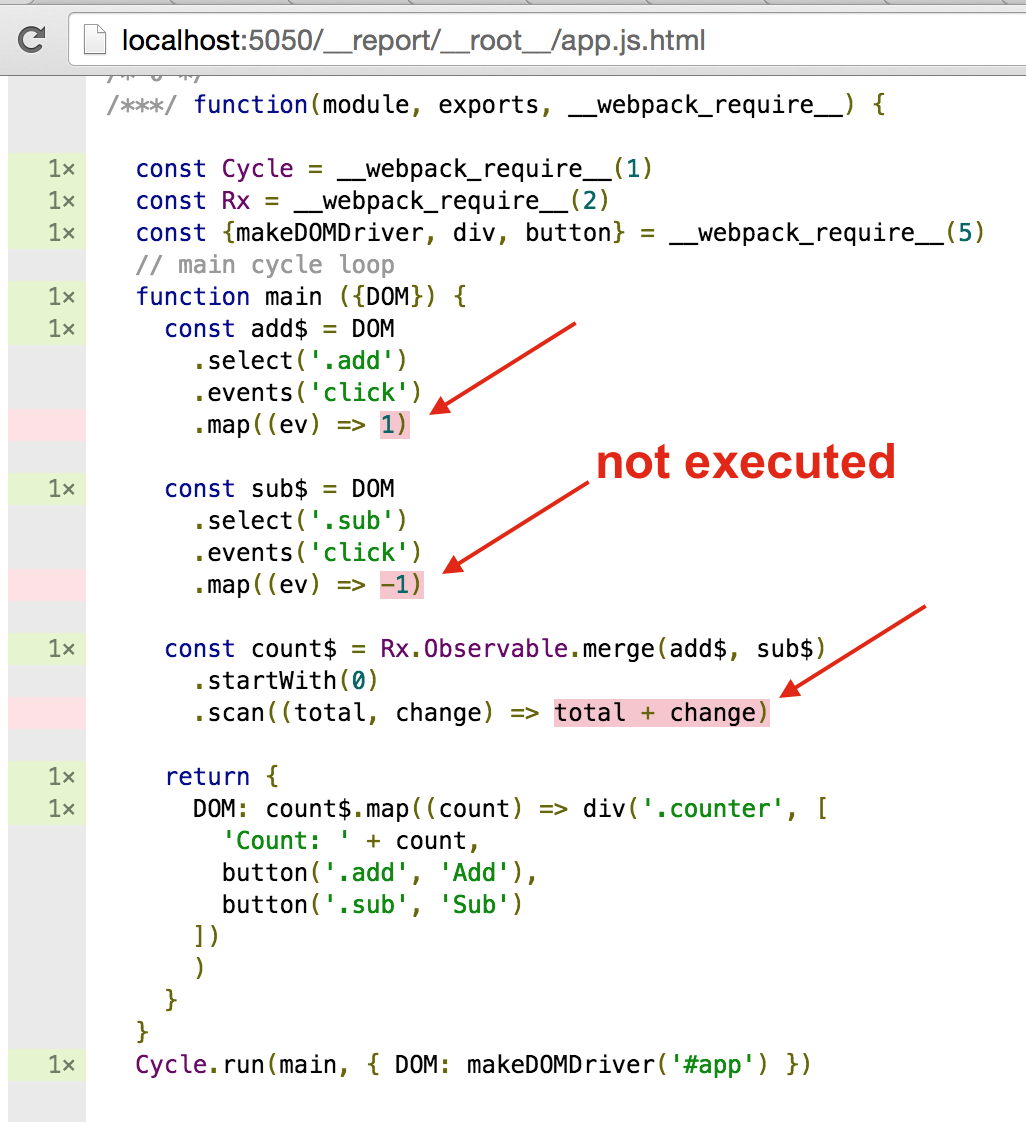 localhost:5050/__report/__root__/app.js.html
/* 0 */
/***/ function(module, exports, __webpack_require__) {
1× const Cycle = __webpack_require__(1)
1× const Rx = __webpack_require__(2)
1× const {makeDOMDriver, div, button} = __webpack_require__(5)
// main cycle loop
1× function main ({DOM}) {
1× const add$ = DOM
.select('.add')
.events('click')
.map((ev) => 1)
not executed
1× const sub$ = DOM
.select('.sub')
.events('click')
.map((ev) => -1)
1× const count$ = Rx.Observable.merge(add$, sub$)
.startWith(0)
.scan((total, change) => total + change)
1× return {
1× DOM: count$.map((count) => div('.counter', [
'Count: ' + count,
button('.add', 'Add'),
button('.sub', 'Sub')
])
)
}
}
1× Cycle.run(main, { DOM: makeDOMDriver('#app') })